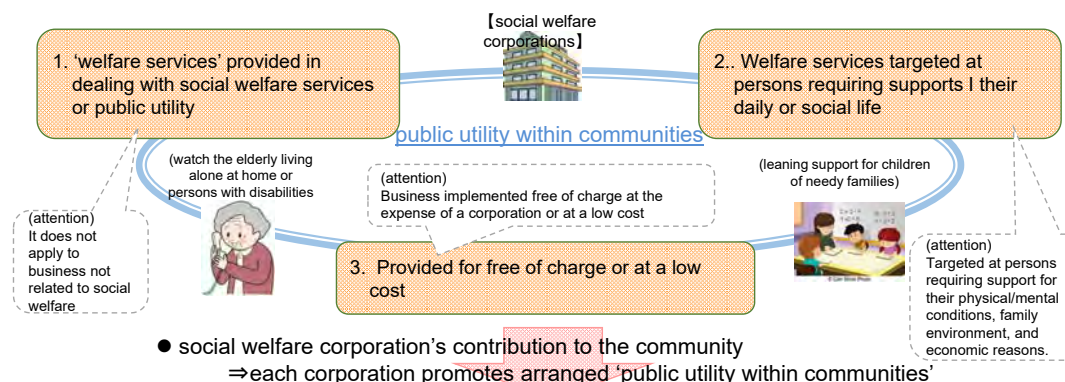 【social welfare
corporations】
1. ‘welfare services’ provided in
dealing with social welfare services
or public utility
2.. Welfare services targeted at
persons requiring supports I their
daily or social life
public utility within communities
(watch the elderly living
alone at home or
persons with disabilities
(attention)
Business implemented free of charge at the
expense of a corporation or at a low cost
(leaning support for children
of needy families)
(attention)
It does not
apply to
business not
related to social
welfare
3. Provided for free of charge or at a low
cost
(attention)
Targeted at persons
requiring support for
their physical/mental
conditions, family
environment, and
economic reasons.
● social welfare corporation’s contribution to the community
⇒each corporation promotes arranged ‘public utility within communities’